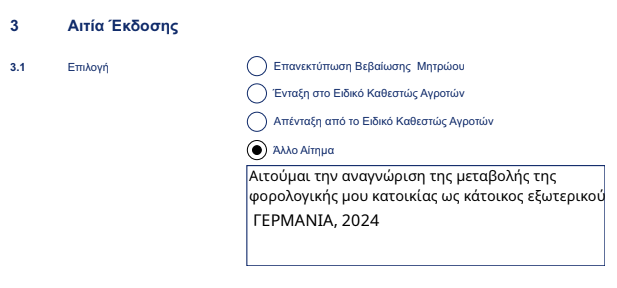 3 Αιτία Έκδοσης
3.1 Επιλογή
Επανεκτύπωση Βεβαίωσης Μητρώου
Ένταξη στο Ειδικό Καθεστώς Αγροτών
Απένταξη από το Ειδικό Καθεστώς Αγροτών
Άλλο Αίτημα
Αιτούμαι την αναγνώριση της μεταβολής της
φορολογικής μου κατοικίας ως κάτοικος εξωτερικού
ΓΕΡΜΑΝΙΑ, 2024